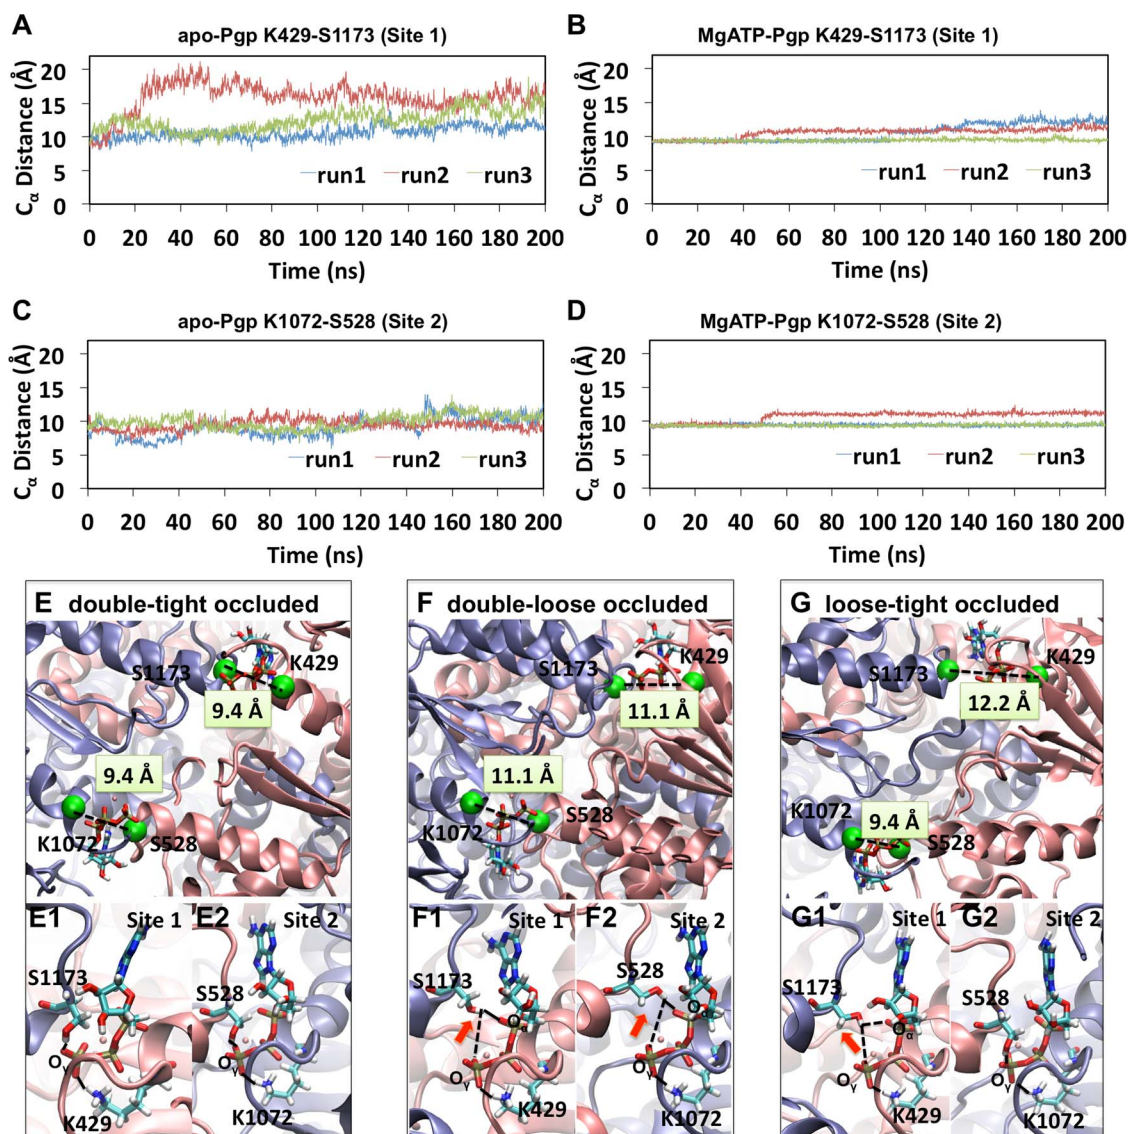 A
apo-Pgp K429-S1173 (Site 1)
Cα Distance (Å)
20
15
10
5
0
run1 run2 run3
0 20 40 60 80 100 120 140 160 180 200
Time (ns)
B
MgATP-Pgp K429-S1173 (Site 1)
Cα Distance (Å)
20
15
10
5
0
run1 run2 run3
0 20 40 60 80 100 120 140 160 180 200
Time (ns)
C
apo-Pgp K1072-S528 (Site 2)
Cα Distance (Å)
20
15
10
5
0
run1 run2 run3
0 20 40 60 80 100 120 140 160 180 200
Time (ns)
D
MgATP-Pgp K1072-S528 (Site 2)
Cα Distance (Å)
20
15
10
5
0
run1 run2 run3
0 20 40 60 80 100 120 140 160 180 200
Time (ns)
E double-tight occluded
S1173
K429
9.4 Å
9.4 Å
K1072
S528
E1
Site 1
S1173
Oγ
K429
E2
Site 2
S528
Oγ
K1072
F double-loose occluded
S1173
K429
11.1 Å
11.1 Å
K1072
S528
F1
Site 1
S1173
Oα
Oγ
K429
F2
Site 2
S528
Oα
Oγ
K1072
G loose-tight occluded
S1173
K429
12.2 Å
K1072
9.4 Å
S528
G1
Site 1
S1173
Oα
Oγ
K429
G2
Site 2
S528
Oγ
K1072